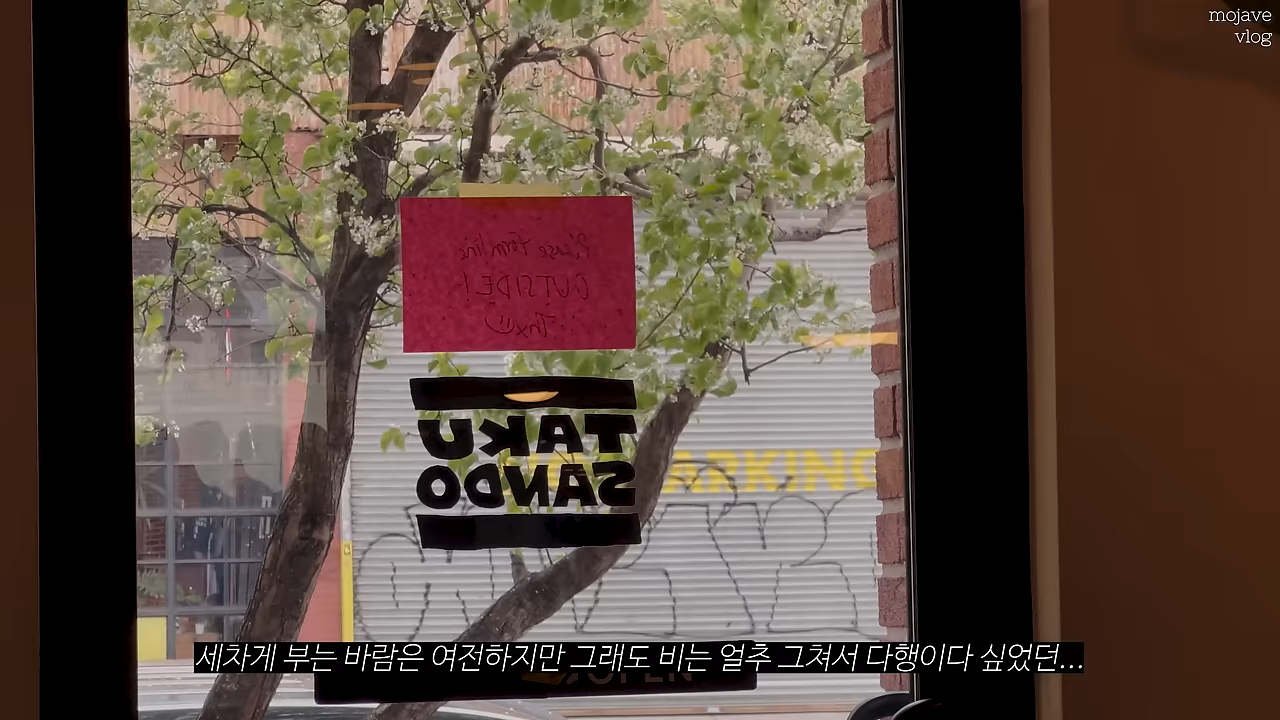 mojave
vlog
Please form line
OUTSIDE!
Thx
TAKU
SANDO
PARKING
OPEN
세차게 부는 바람은 여전하지만 그래도 비는 얼추 그쳐서 다행이다 싶었던...